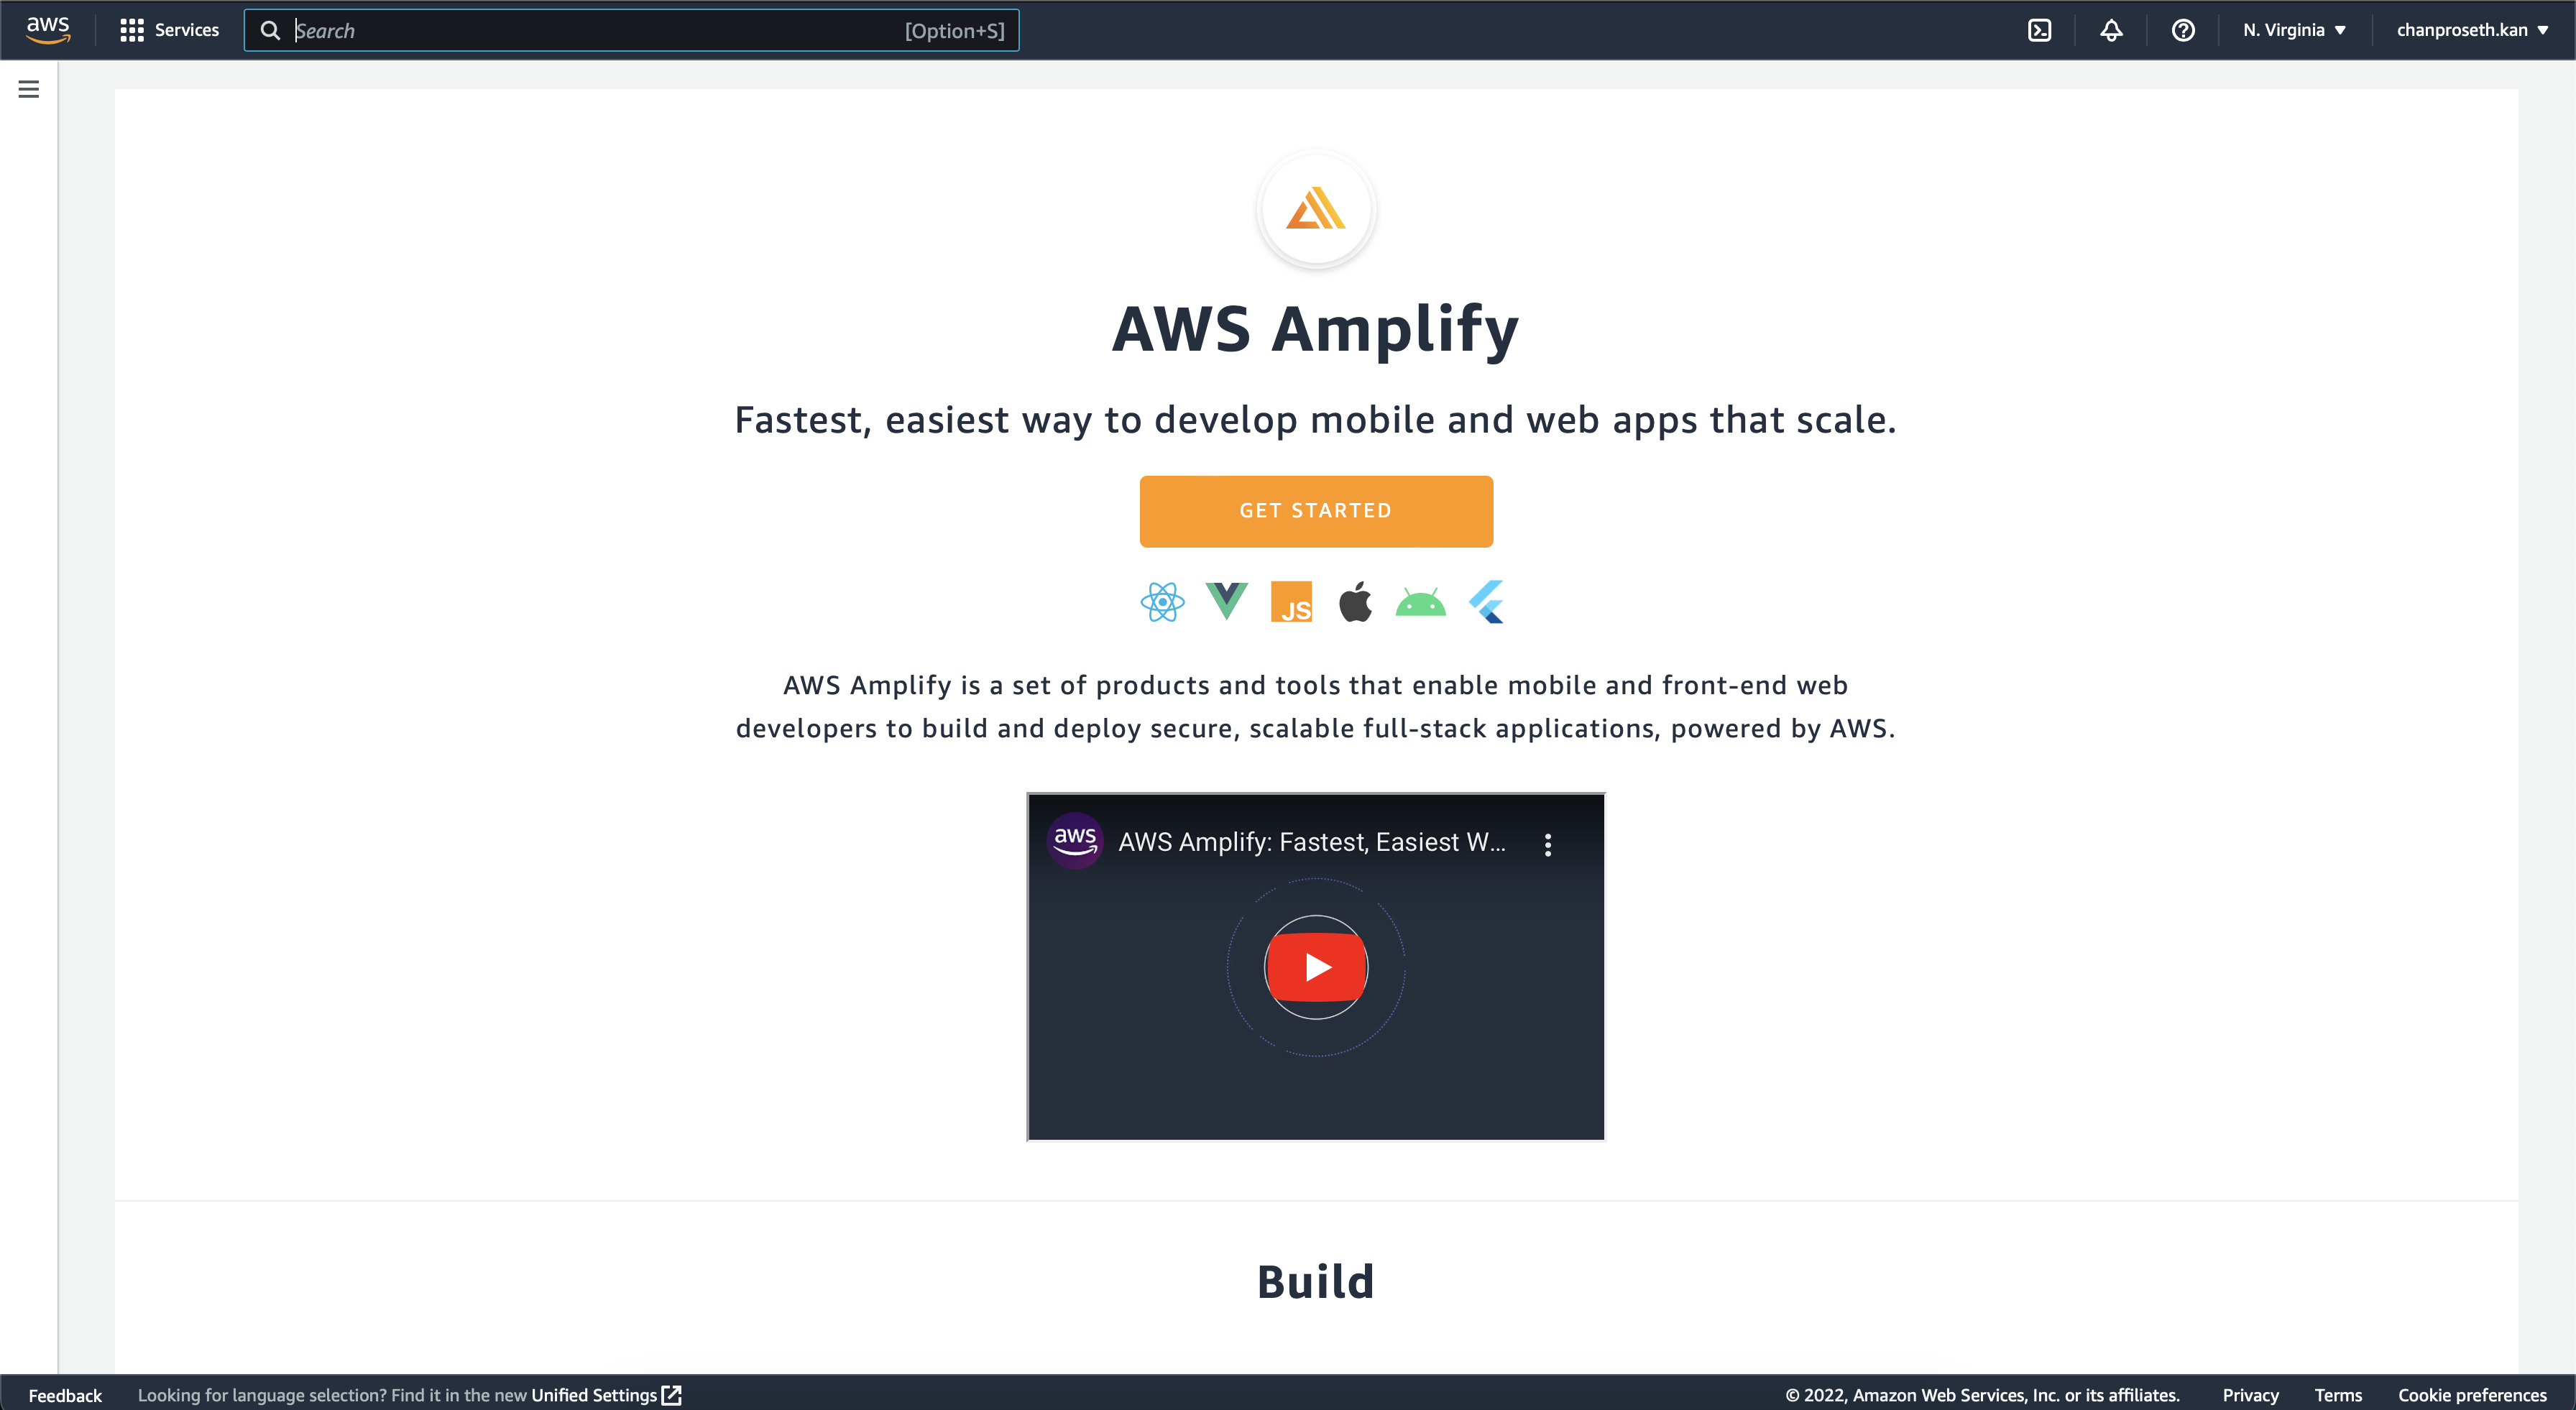 aws
Services
Search
[Option+S]
N. Virginia
chanproseth.kan
AWS Amplify
Fastest, easiest way to develop mobile and web apps that scale.
GET STARTED
JS
AWS Amplify is a set of products and tools that enable mobile and front-end web
developers to build and deploy secure, scalable full-stack applications, powered by AWS.
aws
AWS Amplify: Fastest, Easiest W...
Build
Feedback
Looking for language selection? Find it in the new Unified Settings
© 2022, Amazon Web Services, Inc. or its affiliates.
Privacy
Terms
Cookie preferences